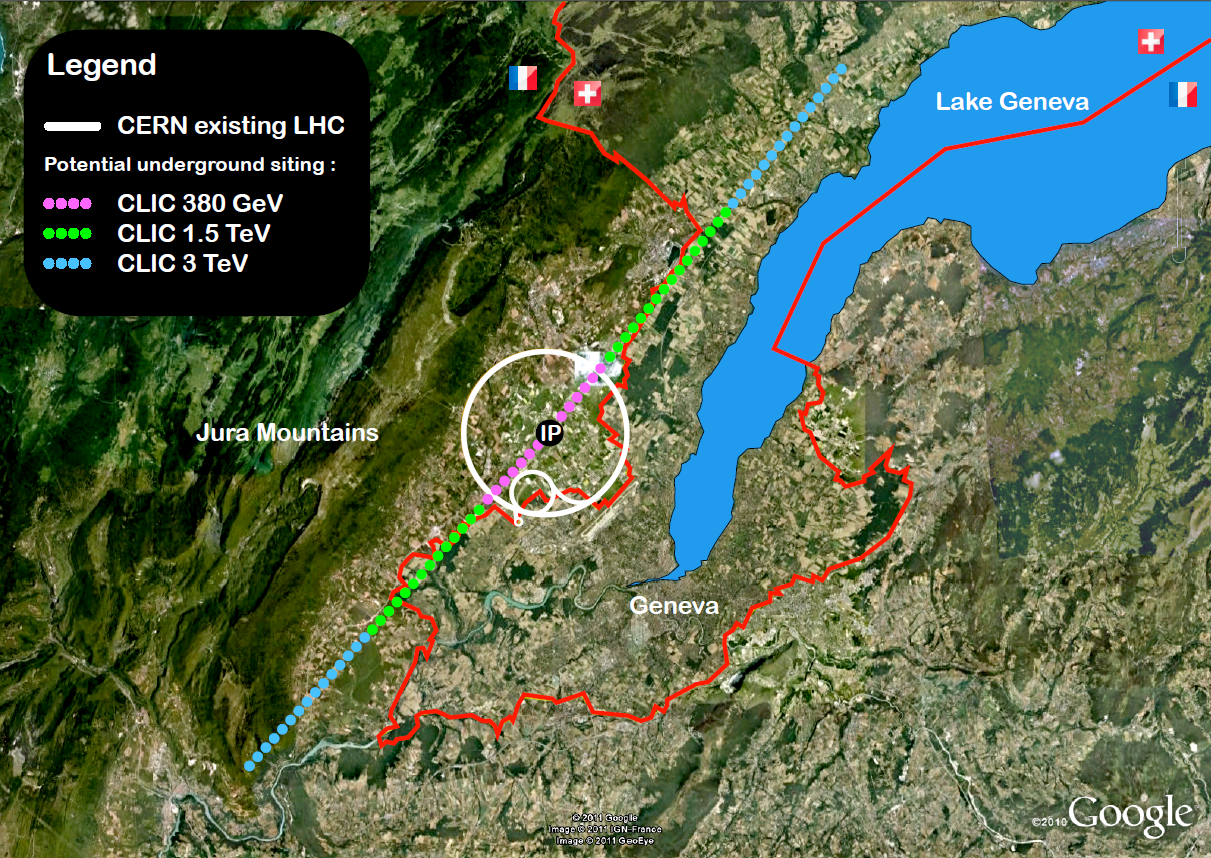 Legend
CERN existing LHC
Potential underground siting :
CLIC 380 GeV
CLIC 1.5 TeV
CLIC 3 TeV
Lake Geneva
Jura Mountains
IP
Geneva
© 2011 Google
Image © 2011 IGN-France
Image © 2011 GeoEye
©2010 Google